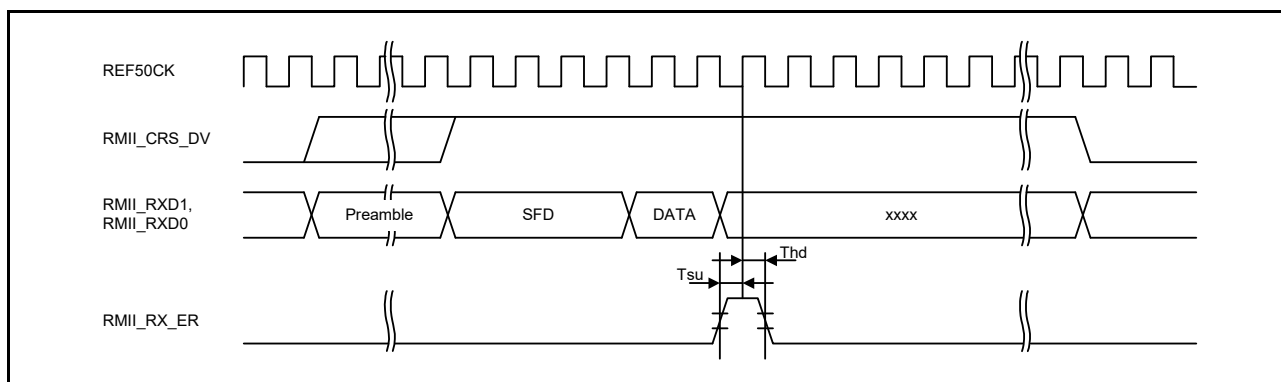 REF50CK
RMII_CRS_DV
RMII_RXD1,
RMII_RXD0
Preamble
SFD
DATA
xxxx
Thd
Tsu
RMII_RX_ER